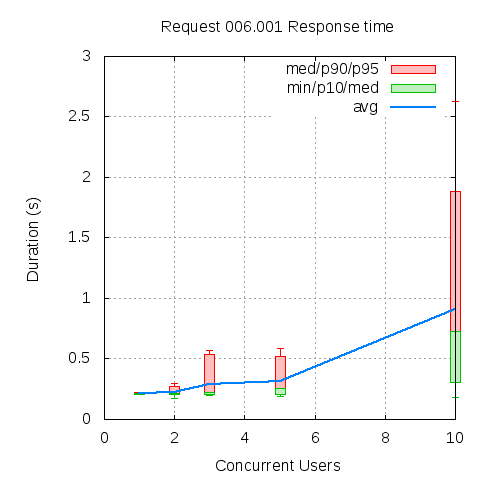 Request 006.001 Response time
med/p90/p95
min/p10/med
avg
3
2.5
2
1.5
1
0.5
0
Duration (s)
0 2 4 6 8 10
Concurrent Users